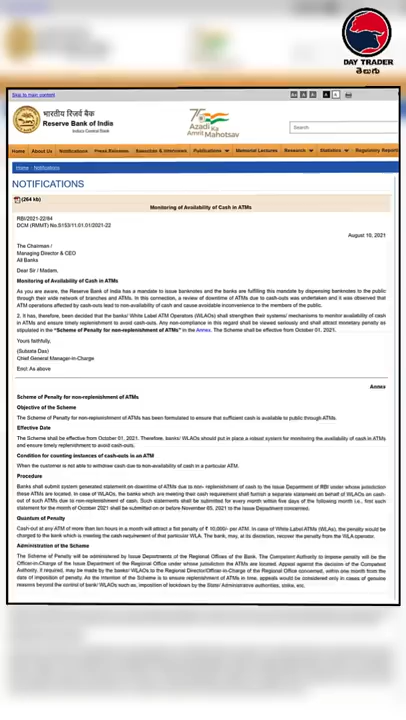 DAY TRADER
తెలుగు
Skip to main content
भारतीय रिज़र्व बैंक
Reserve Bank of India
India's Central Bank
75
Azadi Ka
Amrit Mahotsav
Search
Home About Us Notifications Press Releases Speeches & Interviews Publications Memorial Lectures Research Statistics Regulatory Reporti
Home / Notifications
NOTIFICATIONS
(264 kb)
Monitoring of Availability of Cash in ATMs
RBI/2021-22/84
DCM (RMMT) No.S153/11.01.01/2021-22
August 10, 2021
The Chairman /
Managing Director & CEO
All Banks
Dear Sir / Madam,
Monitoring of Availability of Cash in ATMs
As you are aware, the Reserve Bank of India has a mandate to issue banknotes and the banks are fulfilling this mandate by dispensing banknotes to the public
through their wide network of branches and ATMs. In this connection, a review of downtime of ATMs due to cash-outs was undertaken and it was observed that
ATM operations affected by cash-outs lead to non-availability of cash and cause avoidable inconvenience to the members of the public.
2. It has, therefore, been decided that the banks/ White Label ATM Operators (WLAOs) shall strengthen their systems/ mechanisms to monitor availability of
cash in ATMs and ensure timely replenishment to avoid cash-outs. Any non-compliance in this regard shall be viewed seriously and shall attract monetary penalty as
stipulated in the "Scheme of Penalty for non-replenishment of ATMs" in the Annex. The Scheme shall be effective from October 01, 2021.
Yours faithfully,
(Subrata Das)
Chief General Manager-in-Charge
Encl: As above
Annex
Scheme of Penalty for non-replenishment of ATMs
Objective of the Scheme
The Scheme of Penalty for non-replenishment of ATMs has been formulated to ensure that sufficient cash is available to public through ATMs.
Effective Date
The Scheme shall be effective from October 01, 2021. Therefore, banks/ WLAOs should put in place a robust system for monitoring the availability of cash in ATMs
and ensure timely replenishment to avoid cash-outs.
Condition for counting instances of cash-outs in an ATM
When the customer is not able to withdraw cash due to non-availability of cash in a particular ATM.
Procedure
Banks shall submit system generated statement on downtime of ATMs due to non- replenishment of cash to the Issue Department of RBI under whose jurisdiction
these ATMs are located. In case of WLAOs, the banks which are meeting their cash requirement shall furnish a separate statement on behalf of WLAOs on cash-
out of such ATMs due to non-replenishment of cash. Such statements shall be submitted for every month within five days of the following month i.e., first such
statement for the month of October 2021 shall be submitted on or before November 05, 2021 to the Issue Department concerned.
Quantum of Penalty
Cash-out at any ATM of more than ten hours in a month will attract a flat penalty of ₹ 10,000/- per ATM. In case of White Label ATMs (WLAs), the penalty would be
charged to the bank which is meeting the cash requirement of that particular WLA. The bank, may, at its discretion, recover the penalty from the WLA operator.
Administration of the Scheme
The Scheme of Penalty will be administered by Issue Departments of the Regional Offices of the Bank. The Competent Authority to impose penalty will be the
Officer-in-Charge of the Issue Department of the Regional Office under whose jurisdiction the ATMs are located. Appeal against the decision of the Competent
Authority, if required, may be made by the banks/ WLAOs to the Regional Director/Officer-in-Charge of the Regional Office concerned, within one month from the
date of imposition of penalty. As the intention of the Scheme is to ensure replenishment of ATMs in time, appeals would be considered only in cases of genuine
reasons beyond the control of bank/ WLAOs such as, imposition of lockdown by the State/ Administrative authorities, strike, etc.